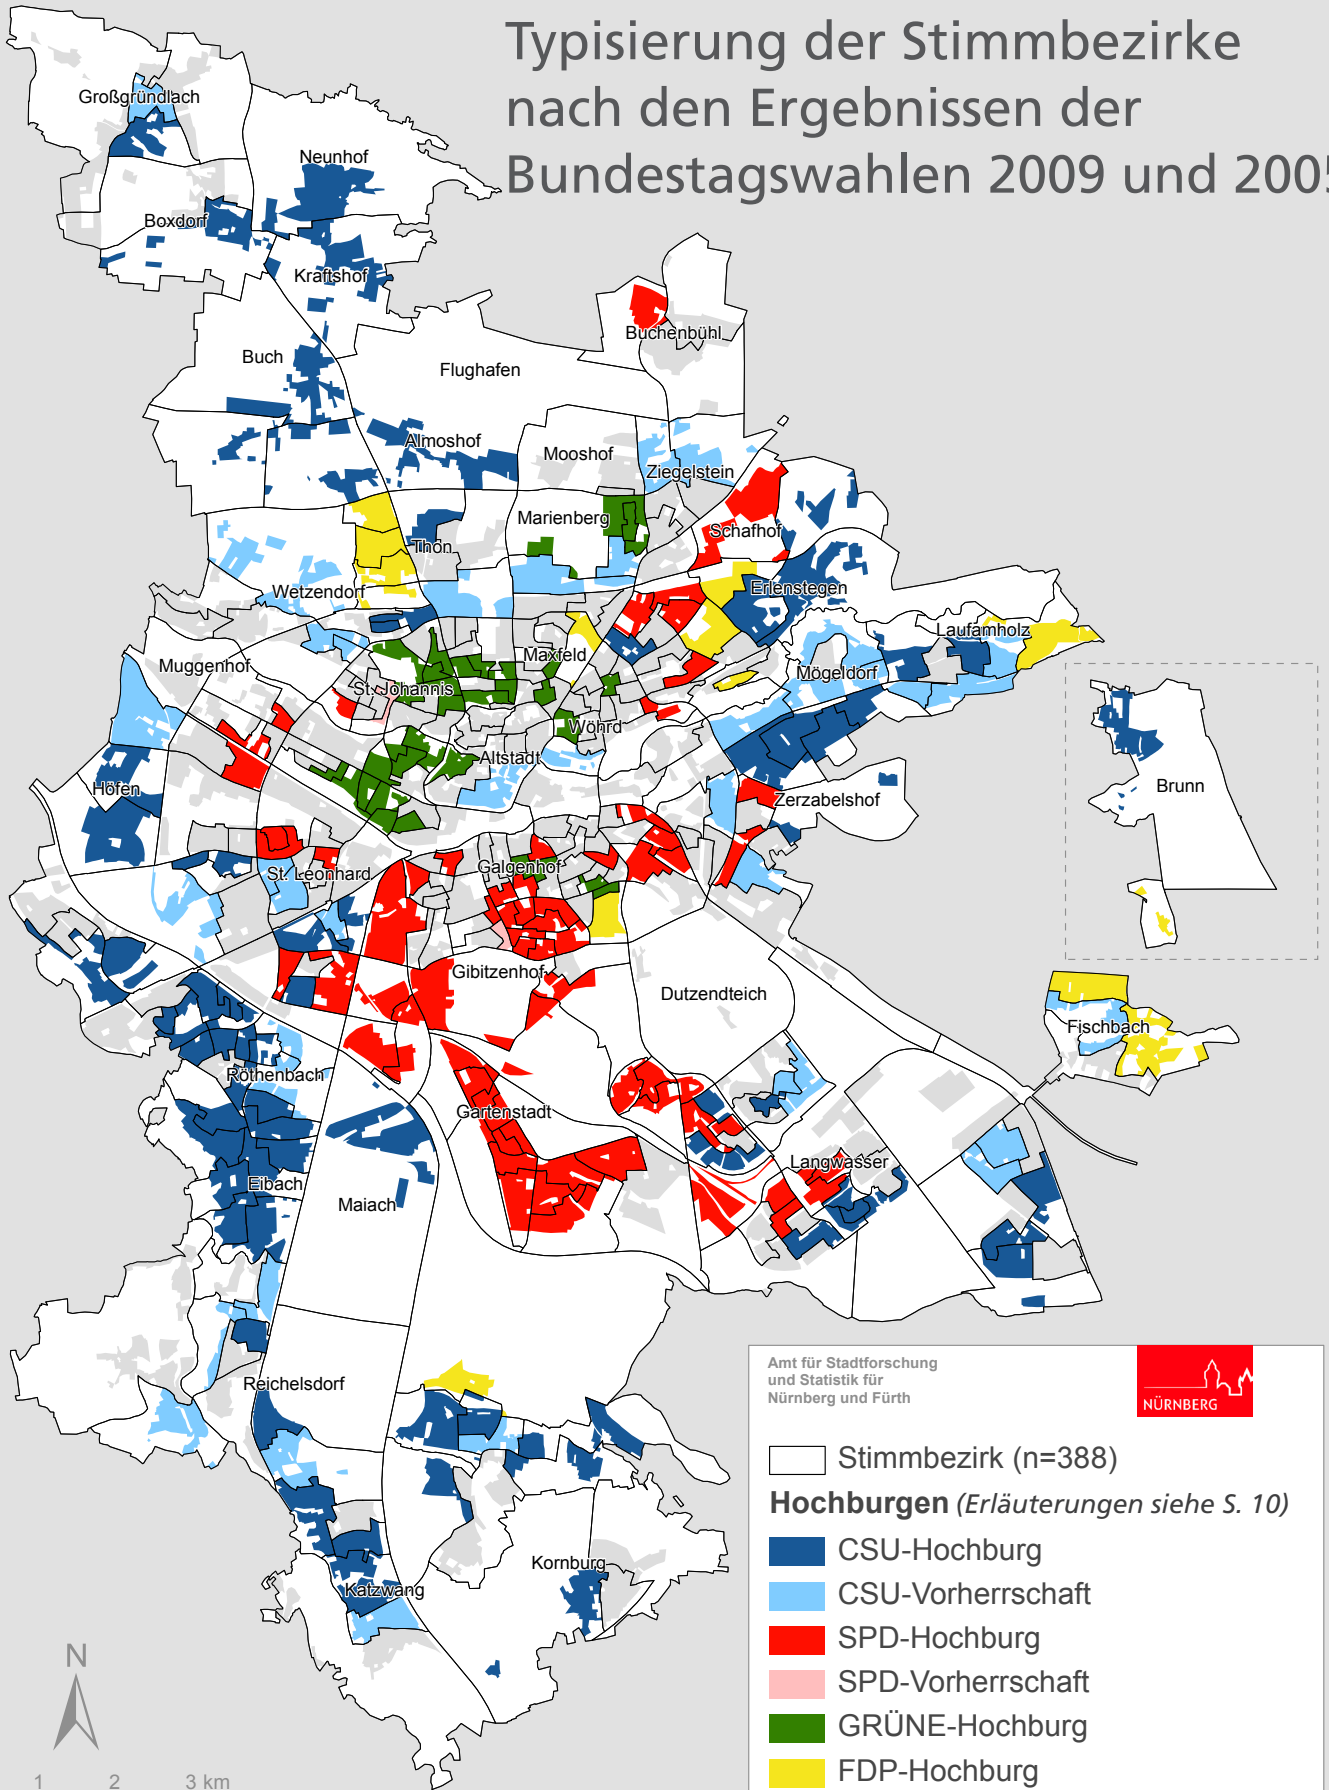 Typisierung der Stimmbezirke
nach den Ergebnissen der
Bundestagswahlen 2009 und 2005
Großgründlach
Neunhof
Boxdorf
Kraftshof
Buchenbühl
Buch
Flughafen
Almoshof
Mooshof
Ziegelstein
Marienberg
Schafhof
Thon
Wetzendorf
Erlenstegen
Laufamholz
Maxfeld
Muggenhof
Mögeldorf
St. Johannis
Wöhrd
Altstadt
Höfen
Zerzabelshof
Brunn
St. Leonhard
Galgenhof
Gibitzenhof
Dutzendteich
Fischbach
Röthenbach
Gartenstadt
Langwasser
Eibach
Maiach
Reichelsdorf
Kornburg
Katzwang
Amt für Stadtforschung
und Statistik für
Nürnberg und Fürth
NÜRNBERG
Stimmbezirk (n=388)
Hochburgen (Erläuterungen siehe S. 10)
CSU-Hochburg
CSU-Vorherrschaft
SPD-Hochburg
SPD-Vorherrschaft
GRÜNE-Hochburg
FDP-Hochburg
N
1 2 3 km